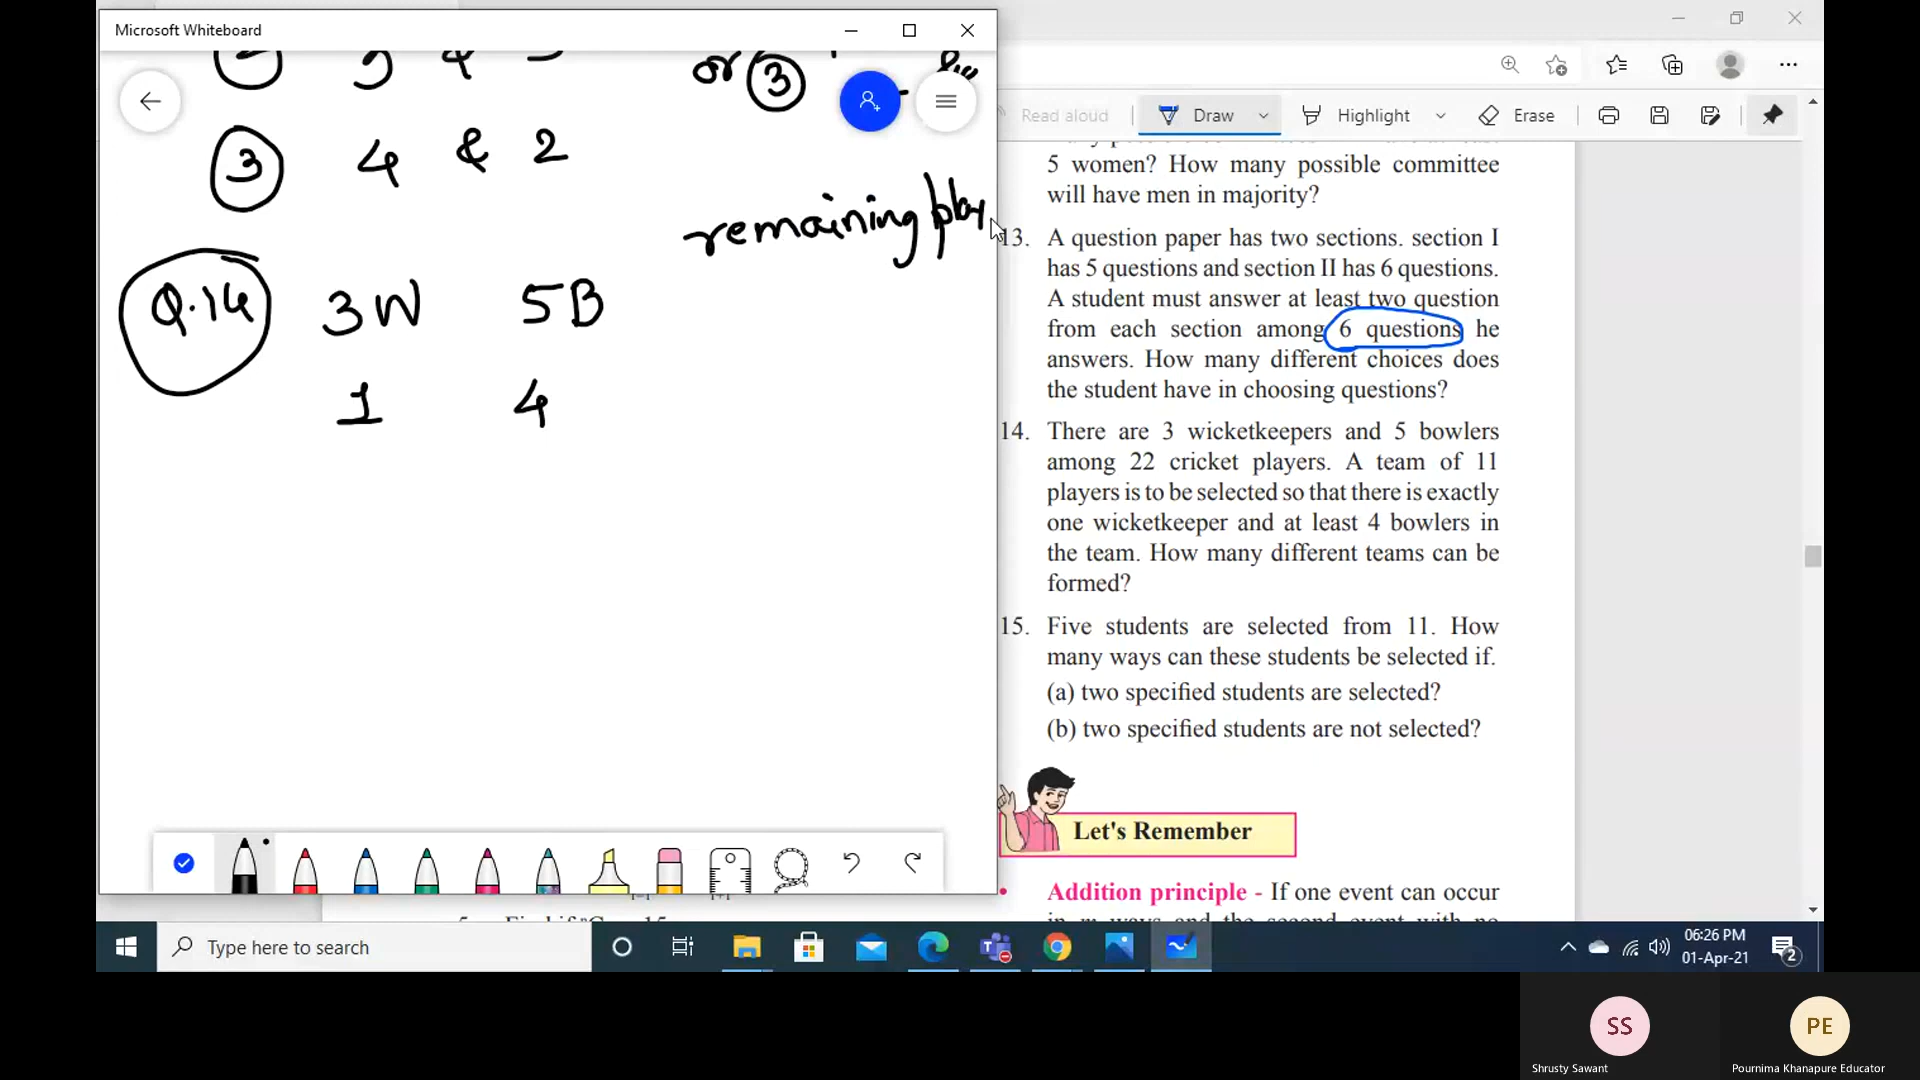 Microsoft Whiteboard
or 3
3 4 & 2
remaining play
Q.14 3W 5B
1 4
Read aloud
Draw
Highlight
Erase
5 women? How many possible committee
will have men in majority?
13. A question paper has two sections. section I
has 5 questions and section II has 6 questions.
A student must answer at least two question
from each section among 6 questions he
answers. How many different choices does
the student have in choosing questions?
14. There are 3 wicketkeepers and 5 bowlers
among 22 cricket players. A team of 11
players is to be selected so that there is exactly
one wicketkeeper and at least 4 bowlers in
the team. How many different teams can be
formed?
15. Five students are selected from 11. How
many ways can these students be selected if.
(a) two specified students are selected?
(b) two specified students are not selected?
Let's Remember
• Addition principle - If one event can occur
Type here to search
06:26 PM
01-Apr-21
2
SS
Shrusty Sawant
PE
Pournima Khanapure Educator